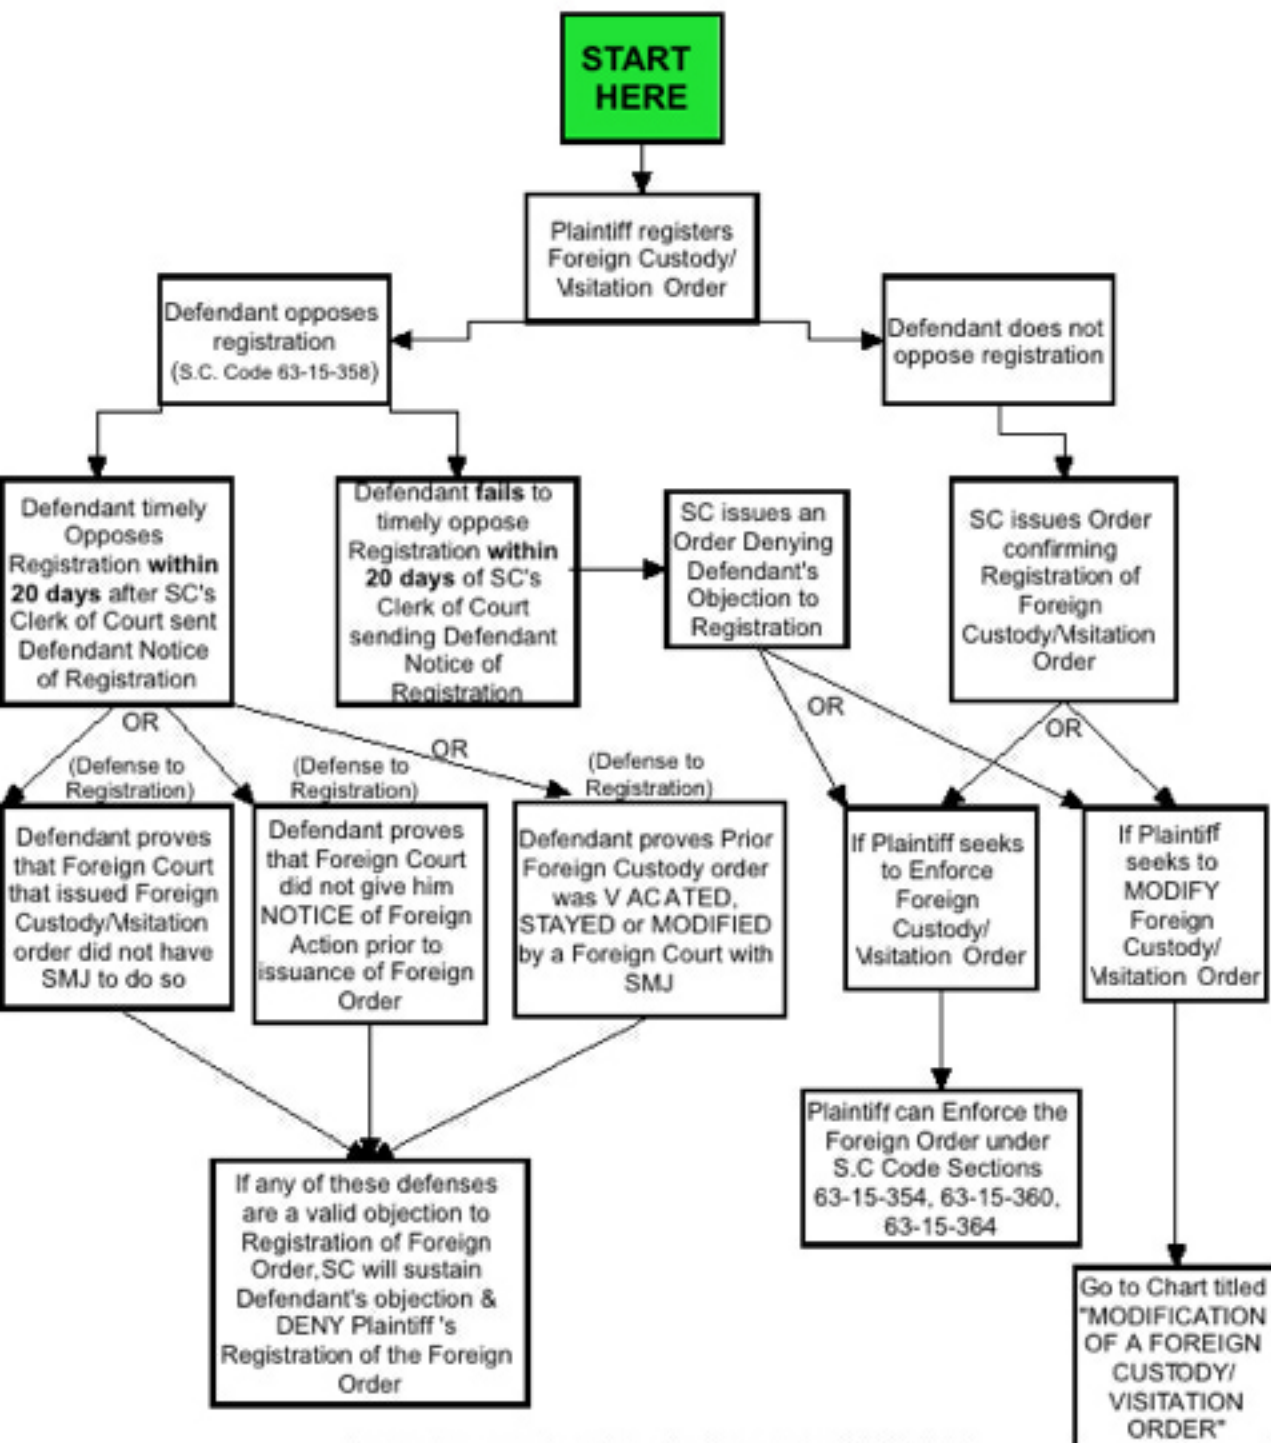 START
HERE
Plaintiff registers
Foreign Custody/
Visitation Order
Defendant opposes
registration
(S.C. Code 63-15-358)
Defendant does not
oppose registration
Defendant timely
Opposes
Registration within
20 days after SC's
Clerk of Court sent
Defendant Notice
of Registration
Defendant fails to
timely oppose
Registration within
20 days of SC's
Clerk of Court
sending Defendant
Notice of
Registration
SC issues an
Order Denying
Defendant's
Objection to
Registration
SC issues Order
confirming
Registration of
Foreign
Custody/Visitation
Order
OR
OR
OR
OR
(Defense to
Registration)
(Defense to
Registration)
(Defense to
Registration)
Defendant proves
that Foreign Court
that issued Foreign
Custody/Visitation
order did not have
SMJ to do so
Defendant proves
that Foreign Court
did not give him
NOTICE of Foreign
Action prior to
issuance of Foreign
Order
Defendant proves Prior
Foreign Custody order
was V ACATED,
STAYED or MODIFIED
by a Foreign Court with
SMJ
If Plaintiff seeks
to Enforce
Foreign
Custody/
Visitation Order
If Plaintiff
seeks to
MODIFY
Foreign
Custody/
Visitation Order
If any of these defenses
are a valid objection to
Registration of Foreign
Order,SC will sustain
Defendant's objection &
DENY Plaintiff 's
Registration of the Foreign
Order
Plaintiff can Enforce the
Foreign Order under
S.C Code Sections
63-15-354, 63-15-360,
63-15-364
Go to Chart titled
"MODIFICATION
OF A FOREIGN
CUSTODY/
VISITATION
ORDER"